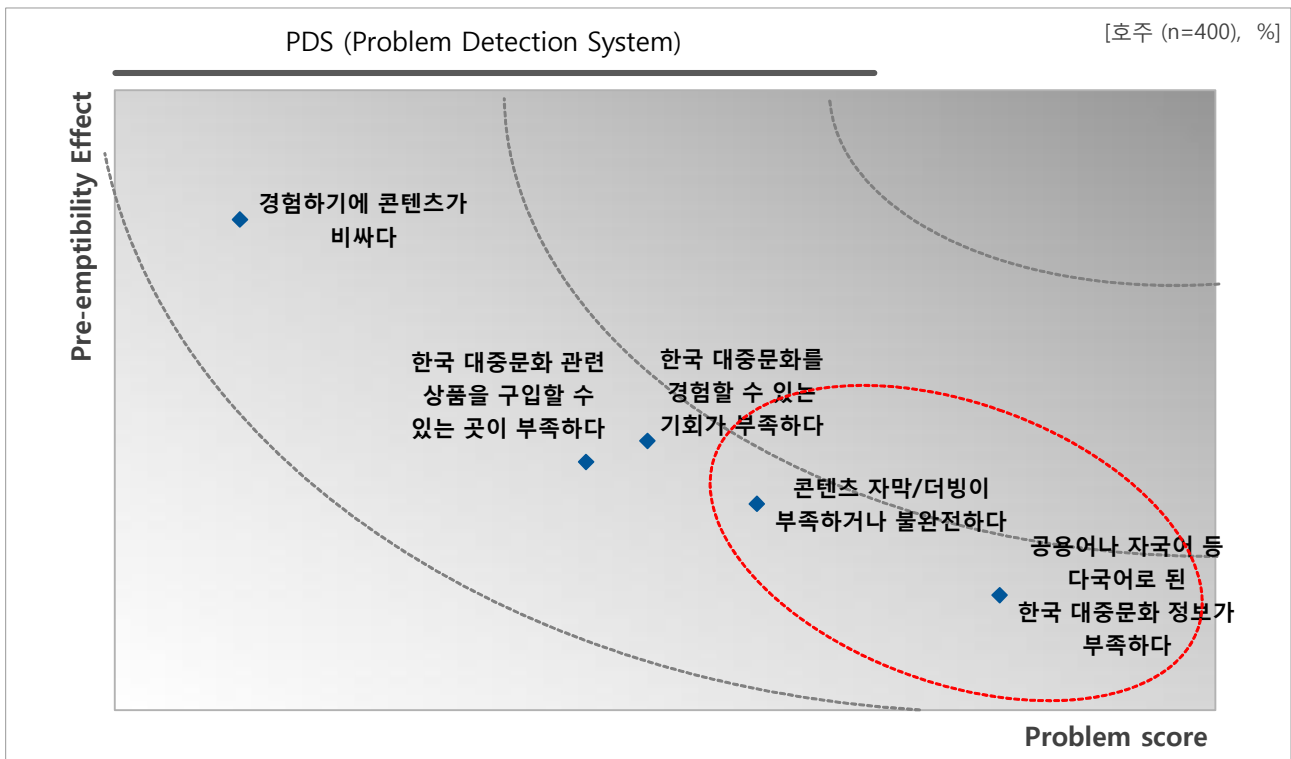 PDS (Problem Detection System)
[호주 (n=400), %]
Pre-emptibility Effect
경험하기에 콘텐츠가
비싸다
한국 대중문화 관련
상품을 구입할 수
있는 곳이 부족하다
한국 대중문화를
경험할 수 있는
기회가 부족하다
콘텐츠 자막/더빙이
부족하거나 불완전하다
공용어나 자국어 등
다국어로 된
한국 대중문화 정보가
부족하다
Problem score